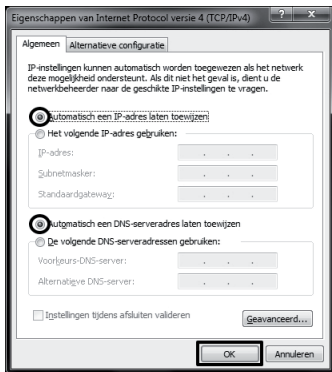 Eigenschappen van Internet Protocol versie 4 (TCP/IPv4)
Algemeen
Alternatieve configuratie
IP-instellingen kunnen automatisch worden toegewezen als het netwerk
deze mogelijkheid ondersteunt. Als dit niet het geval is, dient u de
netwerkbeheerder naar de geschikte IP-instellingen te vragen.
Automatisch een IP-adres laten toewijzen
Het volgende IP-adres gebruiken:
IP-adres:
Subnetmasker:
Standaardgateway:
Automatisch een DNS-serveradres laten toewijzen
De volgende DNS-serveradressen gebruiken:
Voorkeurs-DNS-server:
Alternatieve DNS-server:
Instellingen tijdens afsluiten valideren
Geavanceerd...
OK
Annuleren